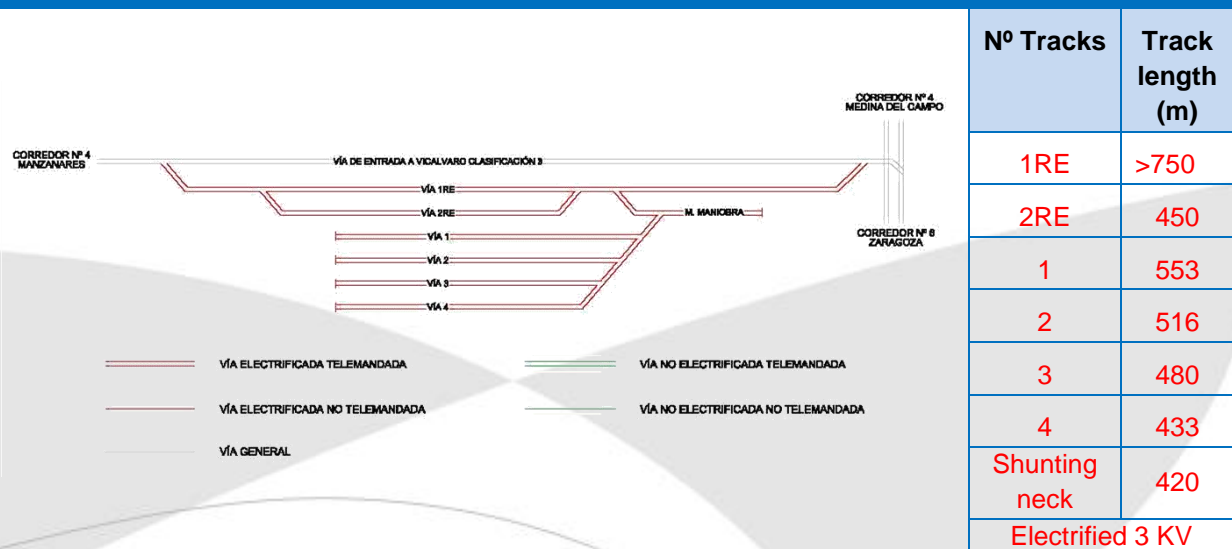 CORREDOR Nº 4
MEDINA DEL CAMPO
CORREDOR Nº 4
MANZANARES
VÍA DE ENTRADA A VICALVARO CLASIFICACIÓN 3
VÍA 1RE
VÍA 2RE
M. MANIOBRA
VÍA 1
CORREDOR Nº 6
ZARAGOZA
VÍA 2
VÍA 3
VÍA 4
VÍA ELECTRIFICADA TELEMANDADA
VÍA NO ELECTRIFICADA TELEMANDADA
VÍA ELECTRIFICADA NO TELEMANDADA
VÍA NO ELECTRIFICADA NO TELEMANDADA
VÍA GENERAL
Nº Tracks Track
length
(m)
1RE >750
2RE 450
1 553
2 516
3 480
4 433
Shunting
neck 420
Electrified 3 KV